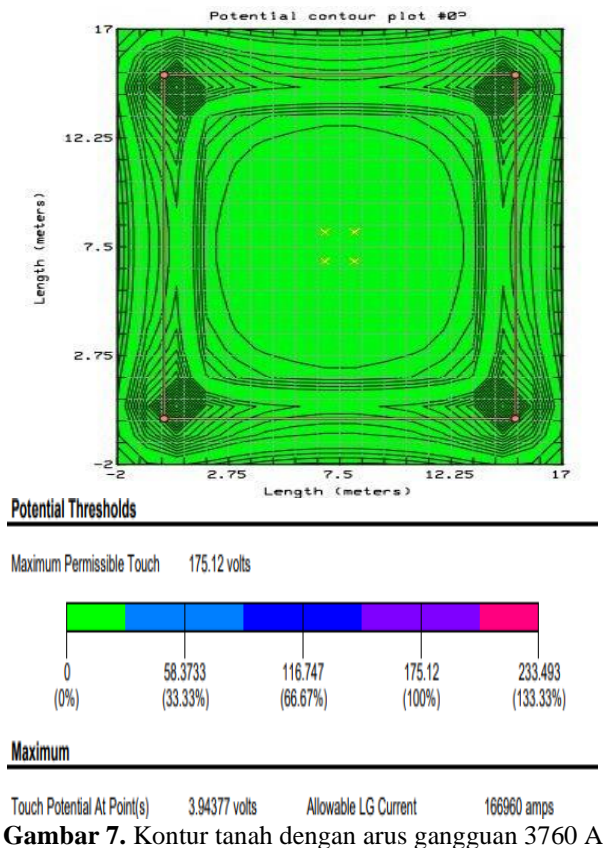 Potential contour plot #0
17
12.25
7.5
2.75
-2
Length (meters)
-2 2.75 7.5 12.25 17
Length (meters)
Potential Thresholds
Maximum Permissible Touch 175.12 volts
0 58.3733 116.747 175.12 233.493
(0%) (33.33%) (66.67%) (100%) (133.33%)
Maximum
Touch Potential At Point(s) 3.94377 volts Allowable LG Current 166960 amps
Gambar 7. Kontur tanah dengan arus gangguan 3760 A